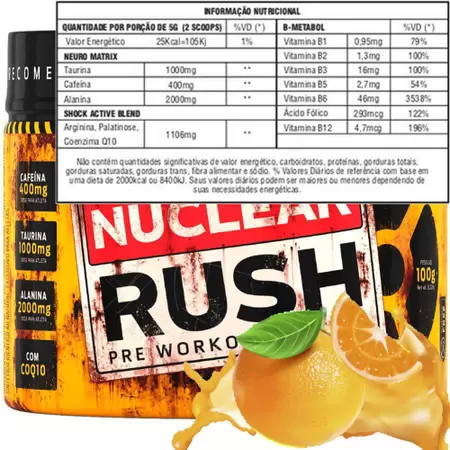 INFORMAÇÃO NUTRICIONAL
QUANTIDADE POR PORÇÃO DE 5G (2 SCOOPS) %VD (*)
Valor Energético 25Kcal=105Kj 1%
NEURO MATRIX
Taurina 1000mg **
Cafeína 400mg **
Alanina 2000mg **
SHOCK ACTIVE BLEND
Arginina, Palatinose, Coenzima Q10 1106mg **
B-METABOL %VD (*)
Vitamina B1 0,95mg 79%
Vitamina B2 1,3mg 100%
Vitamina B3 16mg 100%
Vitamina B5 2,7mg 54%
Vitamina B6 46mg 3538%
Ácido Fólico 293mcg 122%
Vitamina B12 4,7mcg 196%
Não contém quantidades significativas de valor energético, carboidratos, proteínas, gorduras totais,
gorduras saturadas, gorduras trans, fibra alimentar e sódio. % Valores Diários de referência com base em
uma dieta de 2000kcal ou 8400kJ. Seus valores diários podem ser maiores ou menores dependendo de
suas necessidades energéticas.
RECOME
CAFEÍNA
400mg
TAURINA
1000mg
ALANINA
2000mg
COM
COQ10
NUCLEAR
RUSH
PRE WORKO
100g